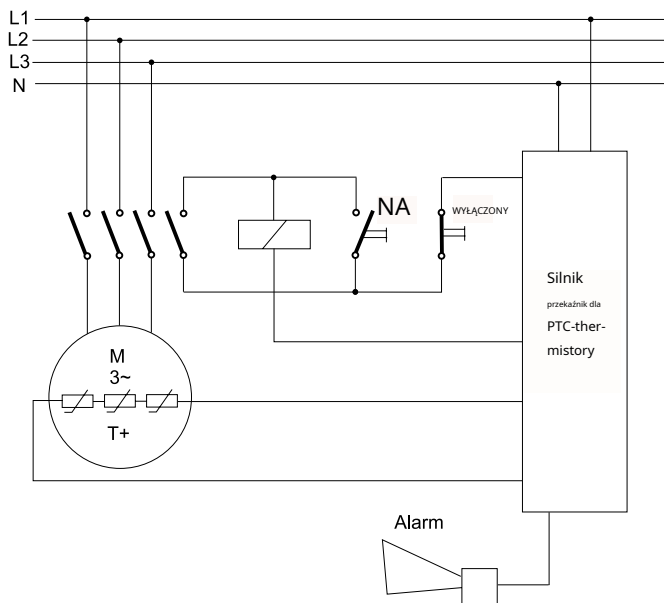 L1
L2
L3
N
NA
WYŁĄCZONY
Silnik
przekaźnik dla
PTC-ther-
mistory
M
3~
T+
Alarm